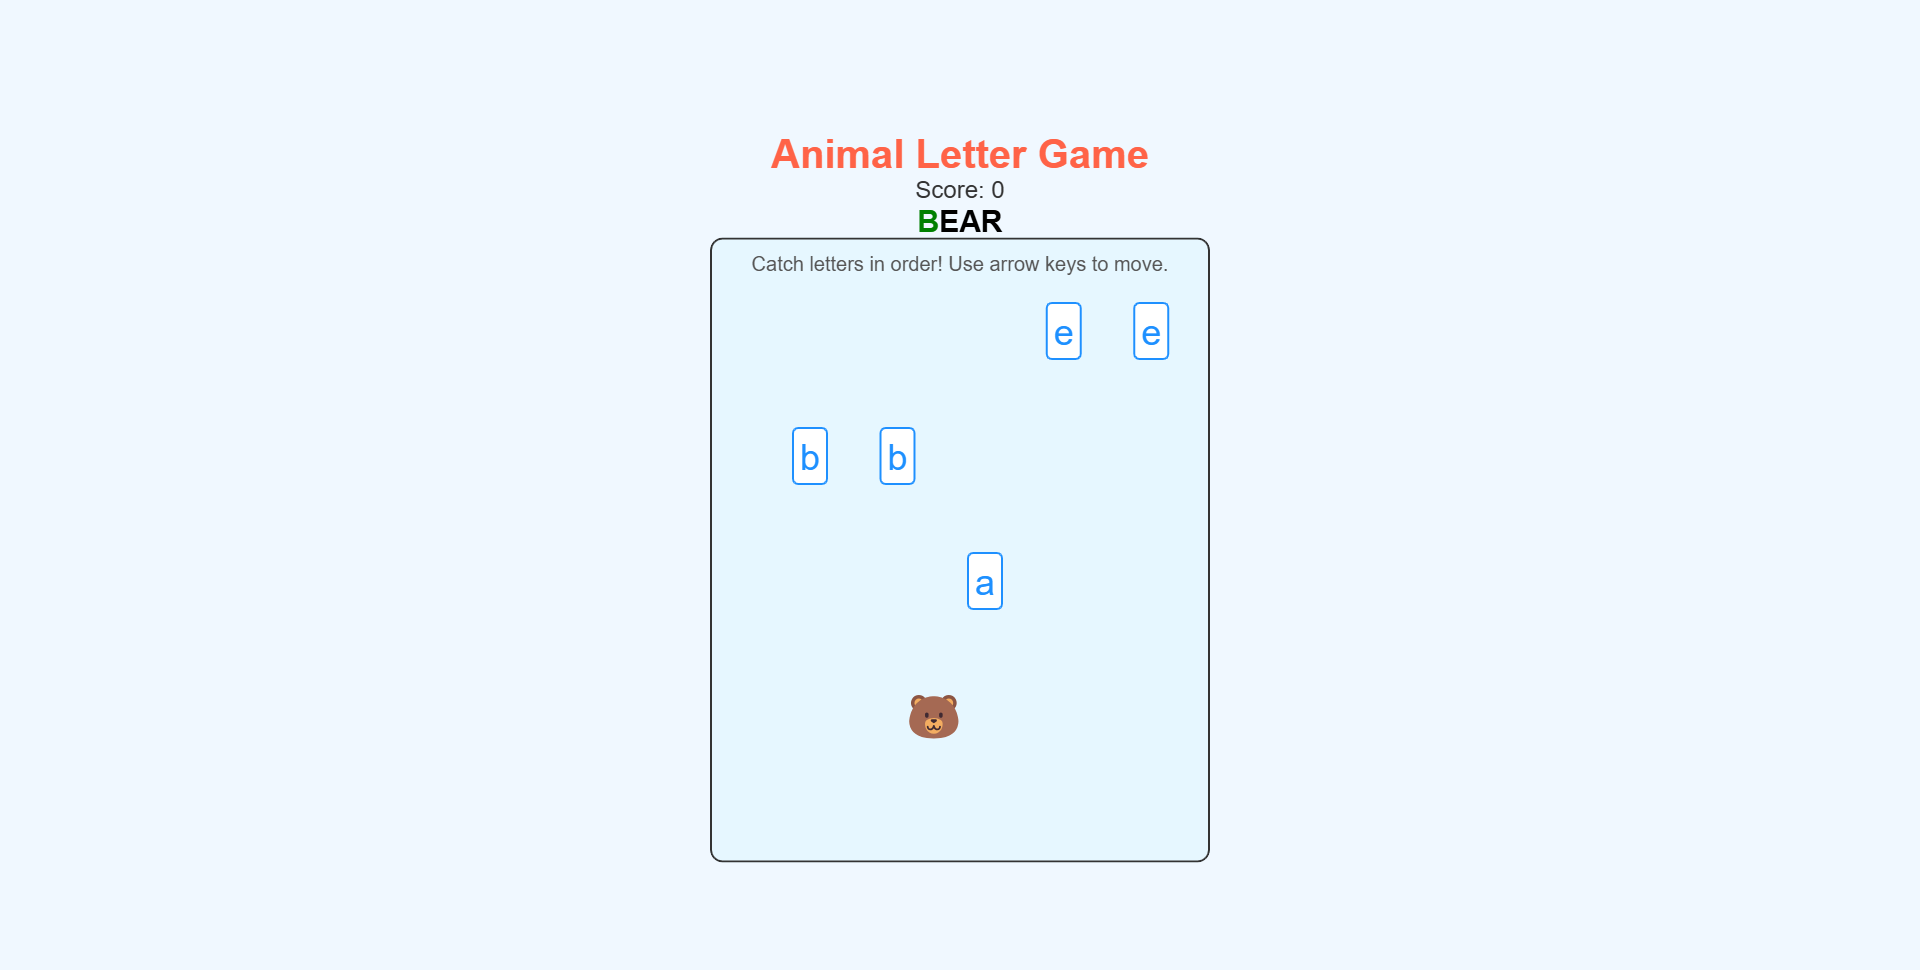 Animal Letter Game
Score: 0
BEAR
Catch letters in order! Use arrow keys to move.
e e
b b
a